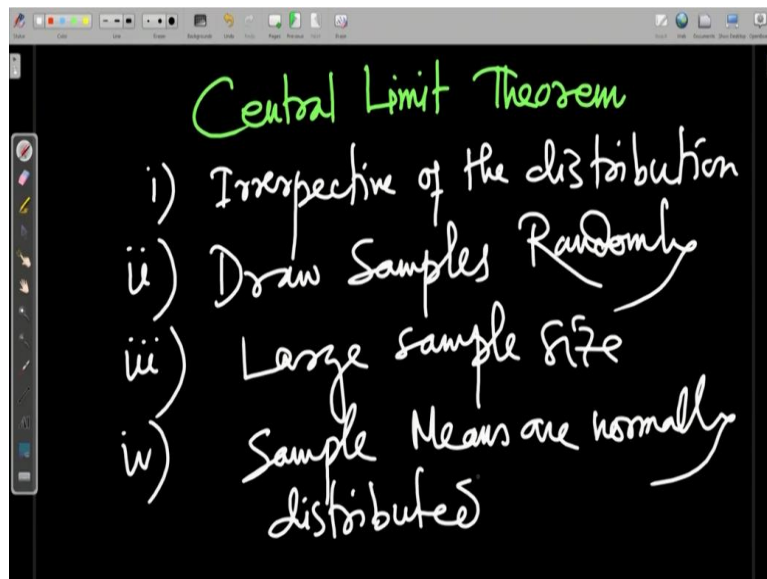 Central Limit Theorem
i) Irrespective of the distribution
ii) Draw Samples Randomly
iii) Large sample size
iv) Sample Means are normally
distributed